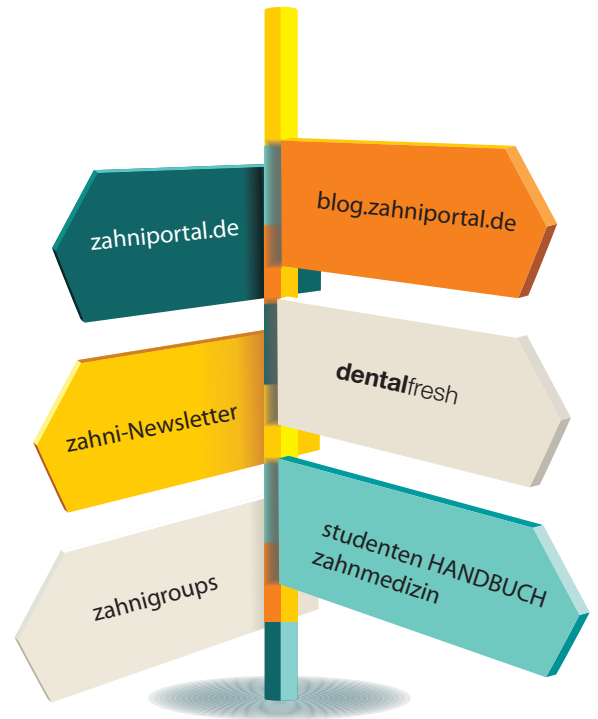 zahniportal.de
blog.zahniportal.de
zahni-Newsletter
dentalfresh
zahnigroups
studenten HANDBUCH
zahnmedizin